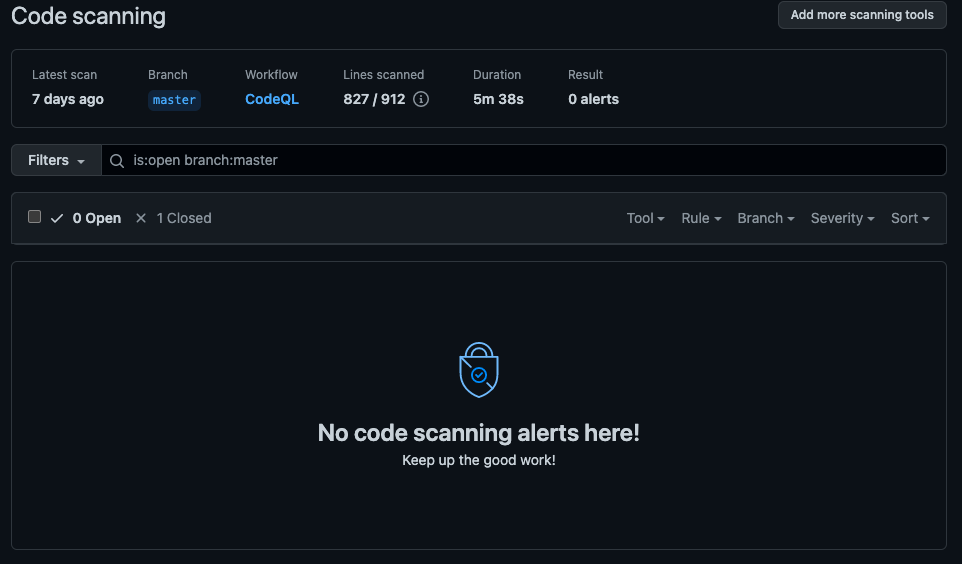 Code scanning
Add more scanning tools
Latest scan Branch Workflow Lines scanned Duration Result
7 days ago master CodeQL 827 / 912 5m 38s 0 alerts
Filters is:open branch:master
0 Open 1 Closed Tool Rule Branch Severity Sort
No code scanning alerts here!
Keep up the good work!